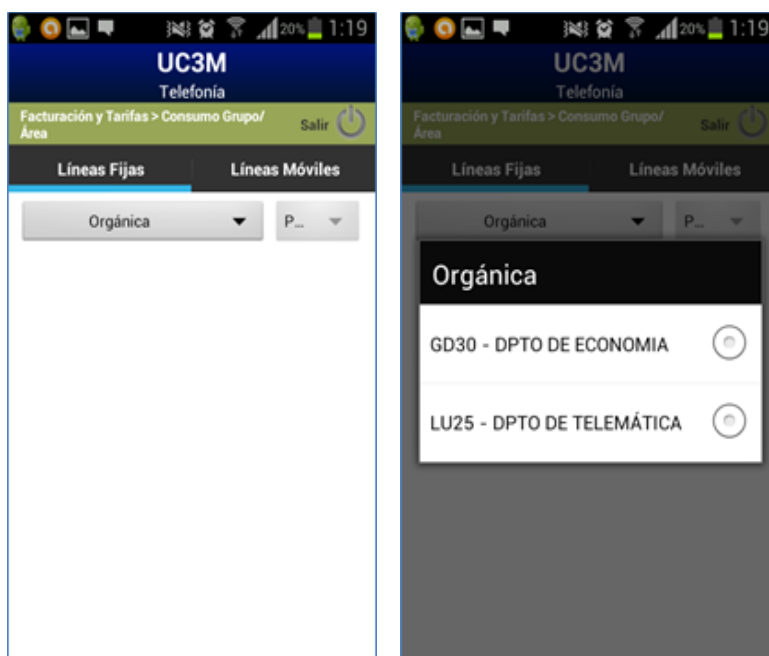 20% 1:19
UC3M
Telefonía
Facturación y Tarifas > Consumo Grupo/
Área
Salir
Líneas Fijas
Líneas Móviles
Orgánica
P...
20% 1:19
UC3M
Telefonía
Facturación y Tarifas > Consumo Grupo/
Área
Salir
Líneas Fijas
Líneas Móviles
Orgánica
P...
Orgánica
GD30 - DPTO DE ECONOMIA
LU25 - DPTO DE TELEMÁTICA